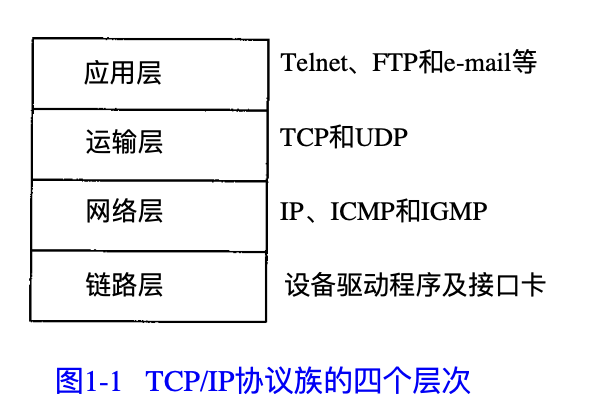 应用层 Telnet、FTP和e-mail等
运输层 TCP和UDP
网络层 IP、ICMP和IGMP
链路层 设备驱动程序及接口卡
图1-1 TCP/IP协议族的四个层次